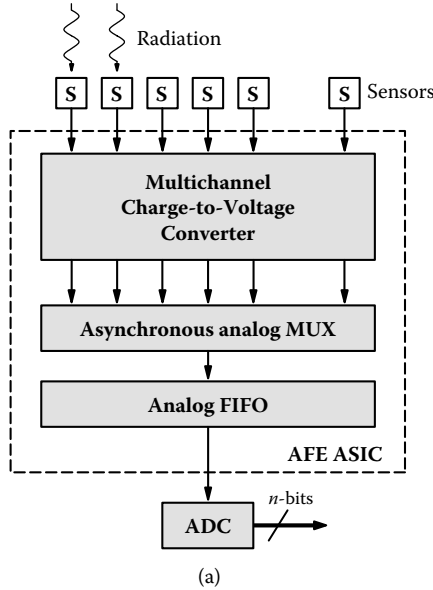 Radiation
S S S S S S Sensors
Multichannel
Charge-to-Voltage
Converter
Asynchronous analog MUX
Analog FIFO
AFE ASIC
n-bits
ADC
(a)